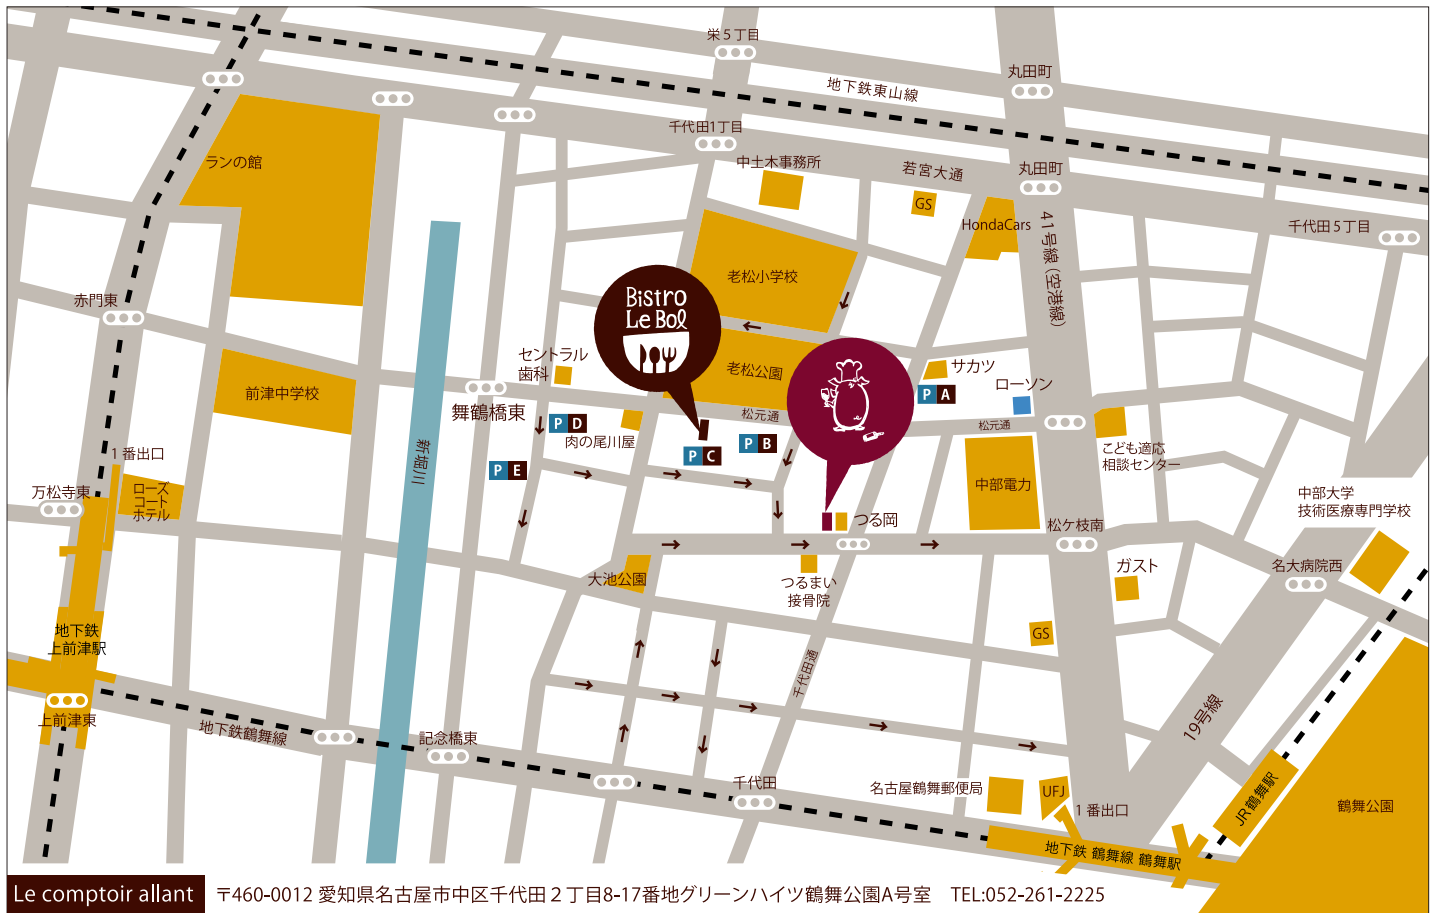 栄５丁目
丸田町
地下鉄東山線
千代田1丁目
中土木事務所
若宮大通
丸田町
ランの館
GS
HondaCars
41号線(空港線)
千代田５丁目
老松小学校
赤門東
Bistro
Le Bol
セントラル
歯科
老松公園
サカツ
ローソン
P A
前津中学校
舞鶴橋東
松元通
松元通
P D
肉の尾川屋
P C
P B
こども適応
相談センター
新堀川
P E
1番出口
万松寺東
ローズ
コート
ホテル
中部電力
中部大学
技術医療専門学校
つる岡
松ケ枝南
大池公園
つるまい
接骨院
ガスト
名大病院西
地下鉄
上前津駅
GS
千代田通
上前津東
地下鉄鶴舞線
記念橋東
19号線
千代田
名古屋鶴舞郵便局
UFJ
1番出口
JR鶴舞駅
鶴舞公園
地下鉄 鶴舞線 鶴舞駅
Le comptoir allant 〒460-0012 愛知県名古屋市中区千代田２丁目8-17番地グリーンハイツ鶴舞公園A号室 TEL:052-261-2225